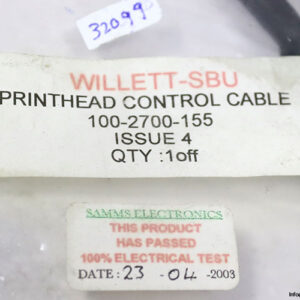 32099
WILLETT-SBU
PRINTHEAD CONTROL CABLE
100-2700-155
ISSUE 4
QTY :1off
SAMMS ELECTRONICS
THIS PRODUCT
HAS PASSED
100% ELECTRICAL TEST
DATE: 23 - 04 - 2003